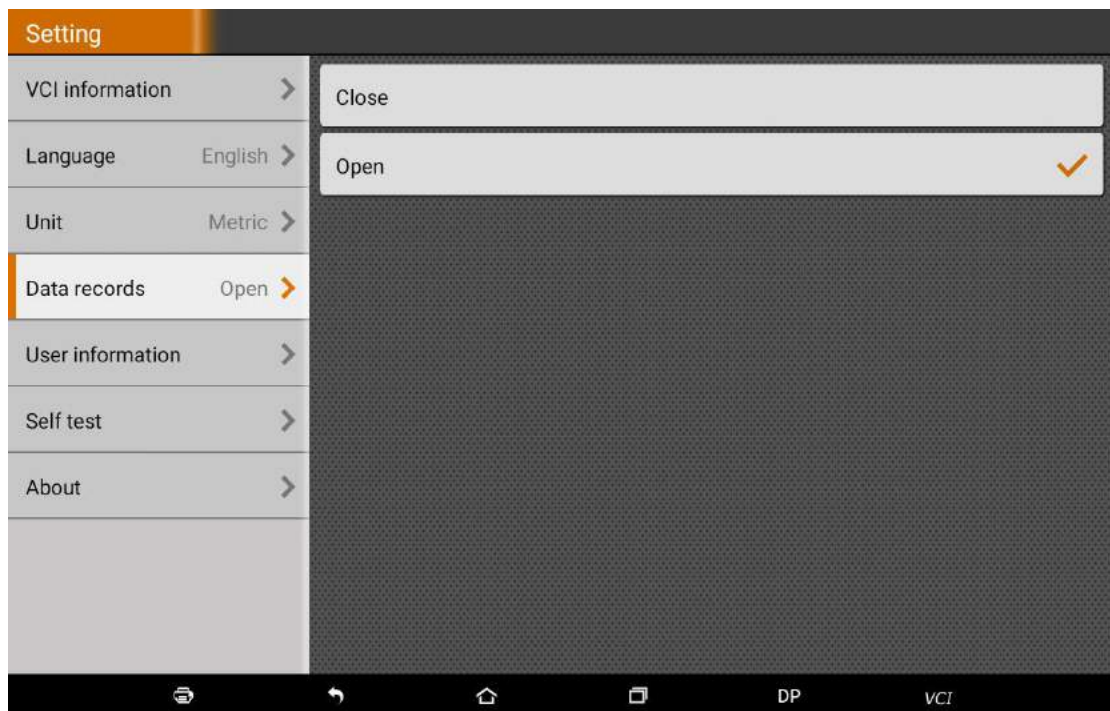 Setting
VCI information
Language English
Unit Metric
Data records Open
User information
Self test
About
Close
Open
DP VCI